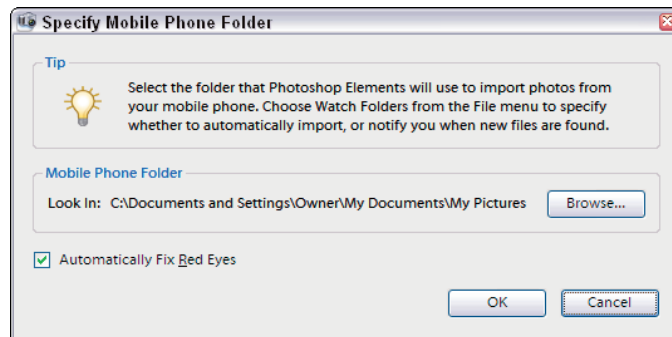 Specify Mobile Phone Folder
Tip
Select the folder that Photoshop Elements will use to import photos from
your mobile phone. Choose Watch Folders from the File menu to specify
whether to automatically import, or notify you when new files are found.
Mobile Phone Folder
Look In: C:\Documents and Settings\Owner\My Documents\My Pictures Browse...
Automatically Fix Red Eyes
OK Cancel